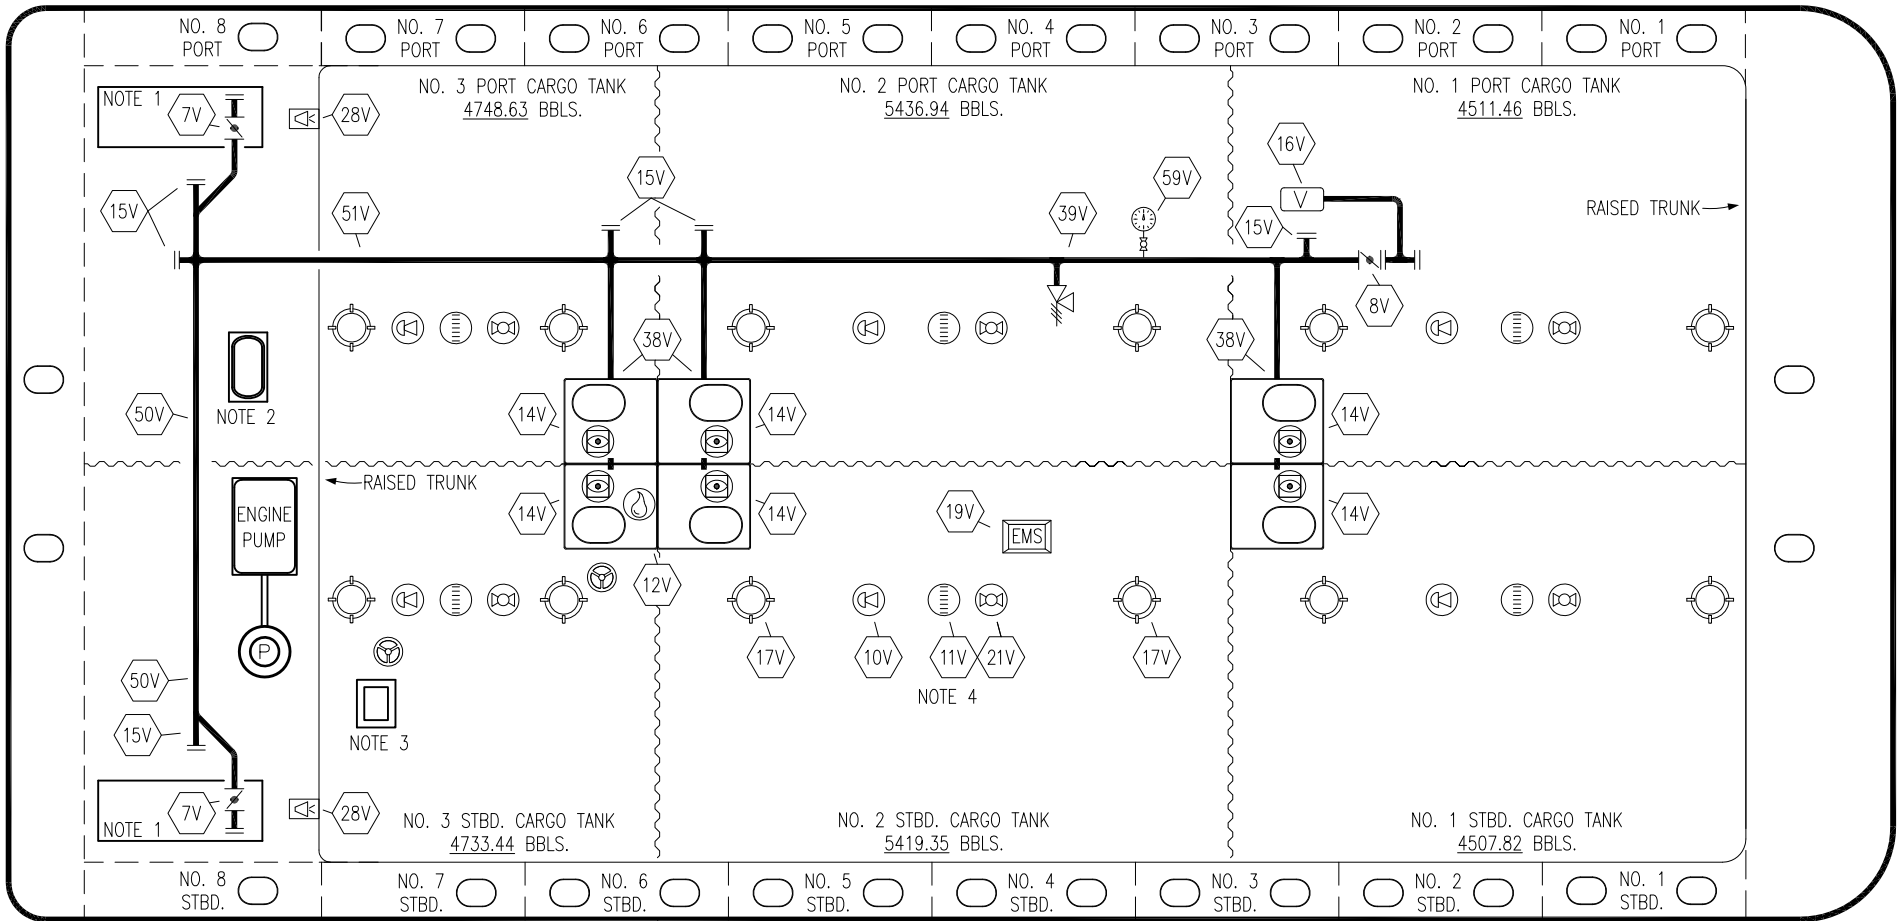 NO. 8
PORT
NO. 7
PORT
NO. 6
PORT
NO. 5
PORT
NO. 4
PORT
NO. 3
PORT
NO. 2
PORT
NO. 1
PORT
NO. 3 PORT CARGO TANK
4748.63 BBLS.
NO. 2 PORT CARGO TANK
5436.94 BBLS.
NO. 1 PORT CARGO TANK
4511.46 BBLS.
NOTE 1
7V
28V
16V
15V
59V
V
15V
51V
39V
15V
RAISED TRUNK
8V
38V
38V
NOTE 2
50V
14V
14V
14V
RAISED TRUNK
ENGINE
PUMP
14V
14V
19V
EMS
14V
12V
P
17V
10V
11V
21V
17V
50V
NOTE 4
15V
NOTE 3
7V
NOTE 1
28V
NO. 3 STBD. CARGO TANK
4733.44 BBLS.
NO. 2 STBD. CARGO TANK
5419.35 BBLS.
NO. 1 STBD. CARGO TANK
4507.82 BBLS.
NO. 8
STBD.
NO. 7
STBD.
NO. 6
STBD.
NO. 5
STBD.
NO. 4
STBD.
NO. 3
STBD.
NO. 2
STBD.
NO. 1
STBD.